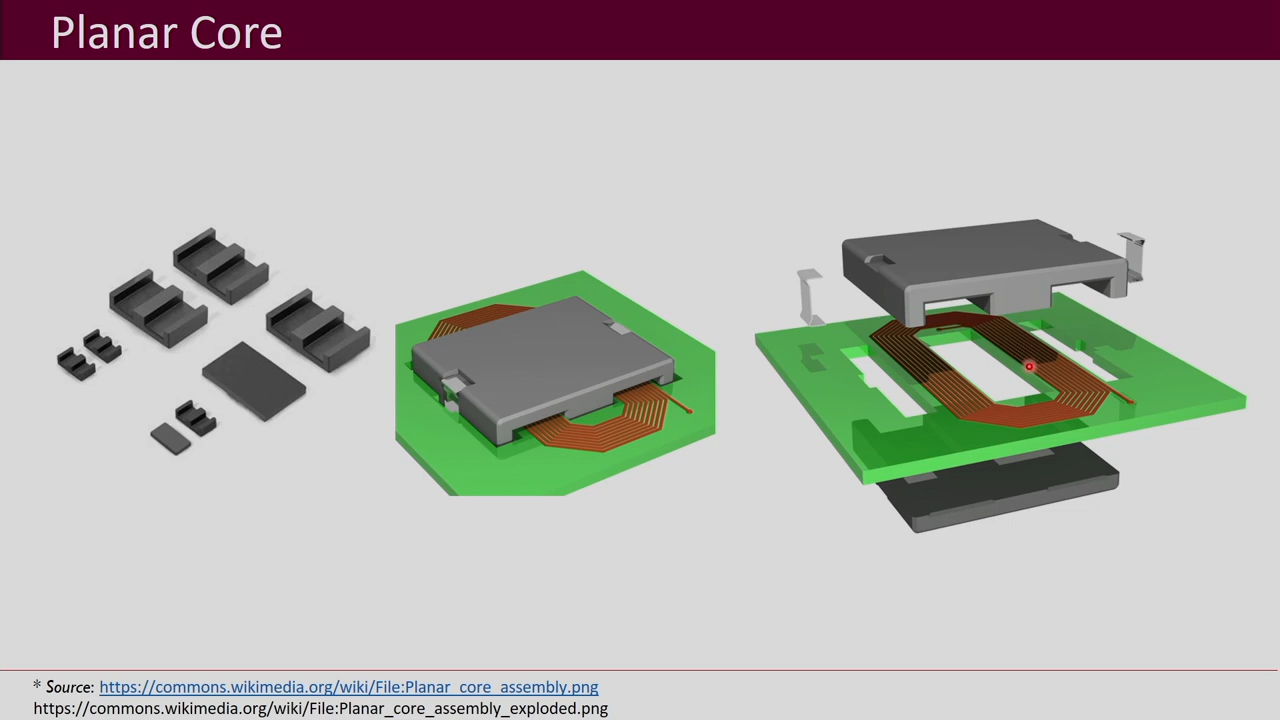 Planar Core
* Source: https://commons.wikimedia.org/wiki/File:Planar_core_assembly.png
https://commons.wikimedia.org/wiki/File:Planar_core_assembly_exploded.png